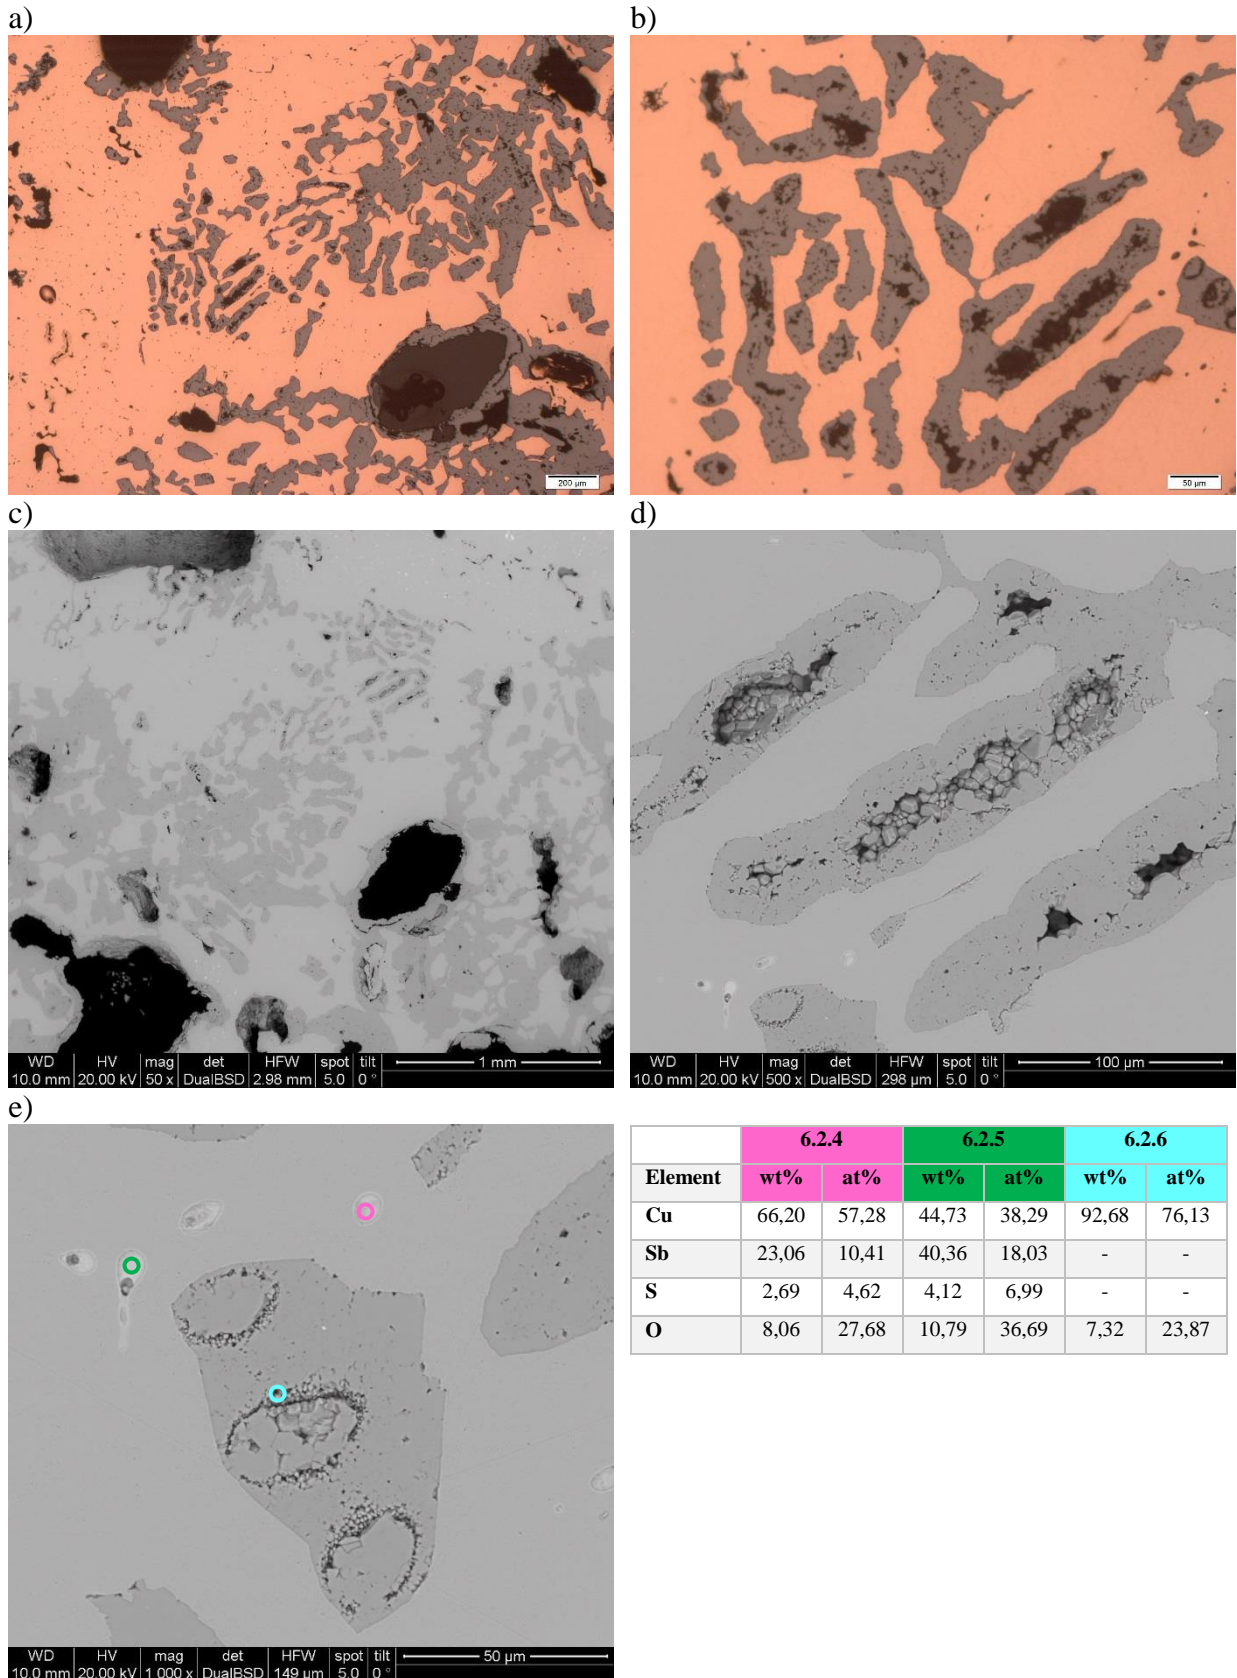 a)
b)
200 µm
50 µm
c)
d)
WD HV mag det HFW spot tilt 1 mm
10.0 mm 20.00 kV 50 x DualBSD 2.98 mm 5.0 0 °
WD HV mag det HFW spot tilt 100 µm
10.0 mm 20.00 kV 500 x DualBSD 298 µm 5.0 0 °
e)
6.2.4 6.2.5 6.2.6
Element wt% at% wt% at% wt% at%
Cu 66,20 57,28 44,73 38,29 92,68 76,13
Sb 23,06 10,41 40,36 18,03 - -
S 2,69 4,62 4,12 6,99 - -
O 8,06 27,68 10,79 36,69 7,32 23,87
WD HV mag det HFW spot tilt 50 µm
10.0 mm 20.00 kV 1 000 x DualBSD 149 µm 5.0 0 °